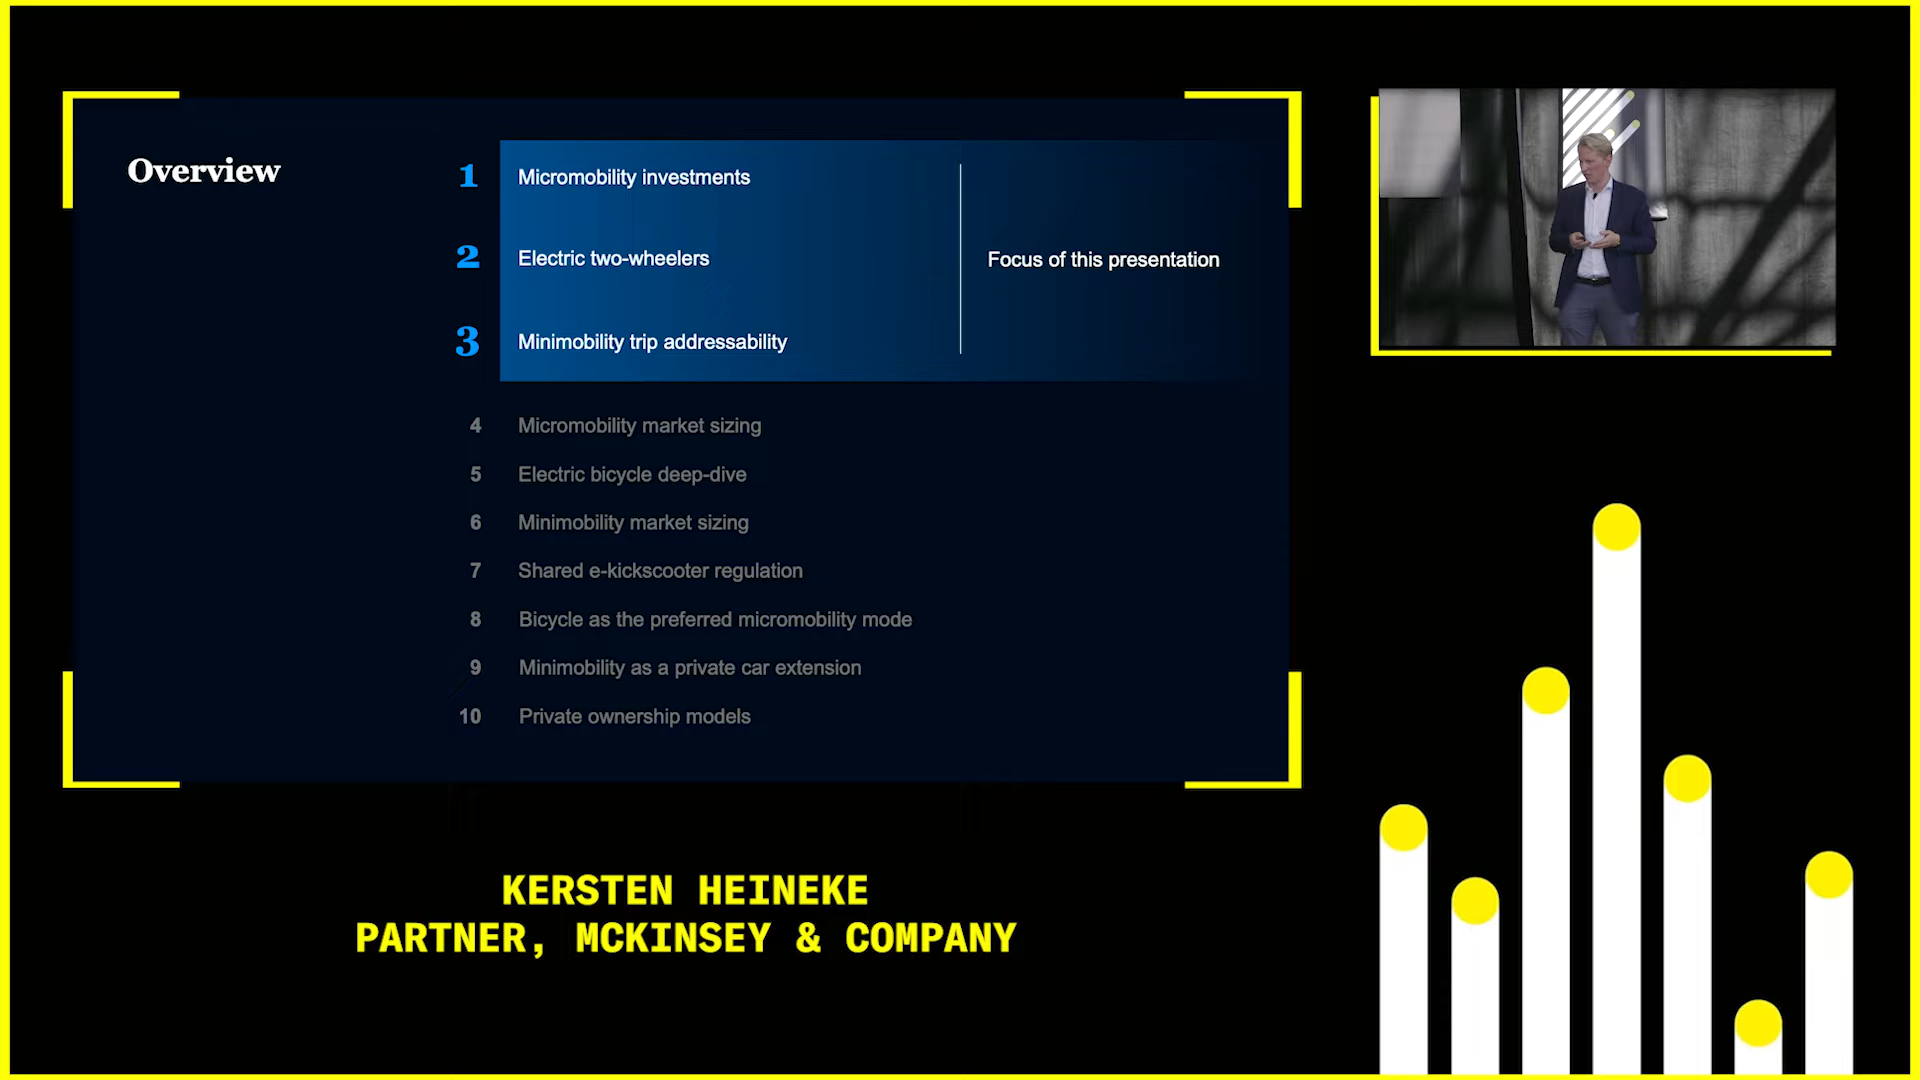 Overview
1 Micromobility investments
2 Electric two-wheelers
3 Minimobility trip addressability
Focus of this presentation
4 Micromobility market sizing
5 Electric bicycle deep-dive
6 Minimobility market sizing
7 Shared e-kickscooter regulation
8 Bicycle as the preferred micromobility mode
9 Minimobility as a private car extension
10 Private ownership models
KERSTEN HEINEKE
PARTNER, MCKINSEY & COMPANY